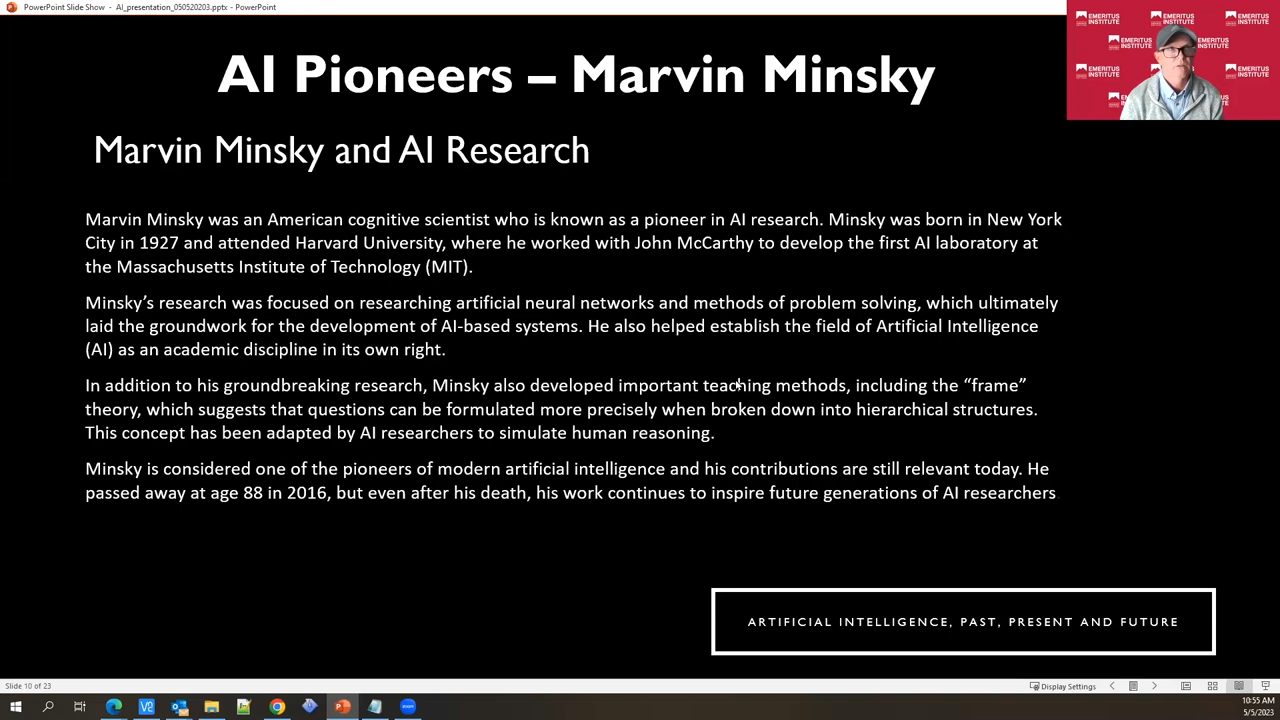 PowerPoint Slide Show - AI_presentation_050520203.pptx - PowerPoint
EMERITUS INSTITUTE
EMERITUS INSTITUTE
EMERITUS INSTITUTE
EMERITUS INSTITUTE
EMERITUS INSTITUTE
EMERITUS INSTITUTE
AI Pioneers – Marvin Minsky
Marvin Minsky and AI Research
Marvin Minsky was an American cognitive scientist who is known as a pioneer in AI research. Minsky was born in New York
City in 1927 and attended Harvard University, where he worked with John McCarthy to develop the first AI laboratory at
the Massachusetts Institute of Technology (MIT).
Minsky’s research was focused on researching artificial neural networks and methods of problem solving, which ultimately
laid the groundwork for the development of AI-based systems. He also helped establish the field of Artificial Intelligence
(AI) as an academic discipline in its own right.
In addition to his groundbreaking research, Minsky also developed important teaching methods, including the “frame”
theory, which suggests that questions can be formulated more precisely when broken down into hierarchical structures.
This concept has been adapted by AI researchers to simulate human reasoning.
Minsky is considered one of the pioneers of modern artificial intelligence and his contributions are still relevant today. He
passed away at age 88 in 2016, but even after his death, his work continues to inspire future generations of AI researchers
ARTIFICIAL INTELLIGENCE, PAST, PRESENT AND FUTURE
Slide 10 of 23
Display Settings
10:55 AM
5/5/2023